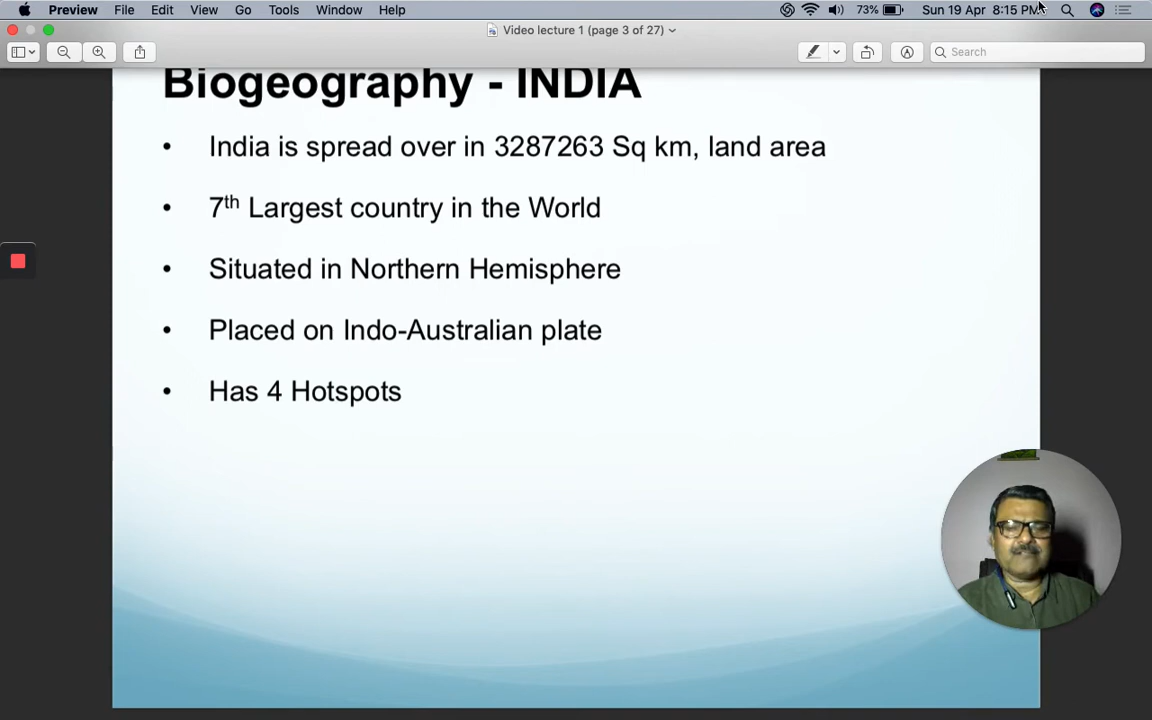 Preview File Edit View Go Tools Window Help 73% Sun 19 Apr 8:15 PM
Video lecture 1 (page 3 of 27)
Search
Biogeography - INDIA
• India is spread over in 3287263 Sq km, land area
• 7th Largest country in the World
• Situated in Northern Hemisphere
• Placed on Indo-Australian plate
• Has 4 Hotspots